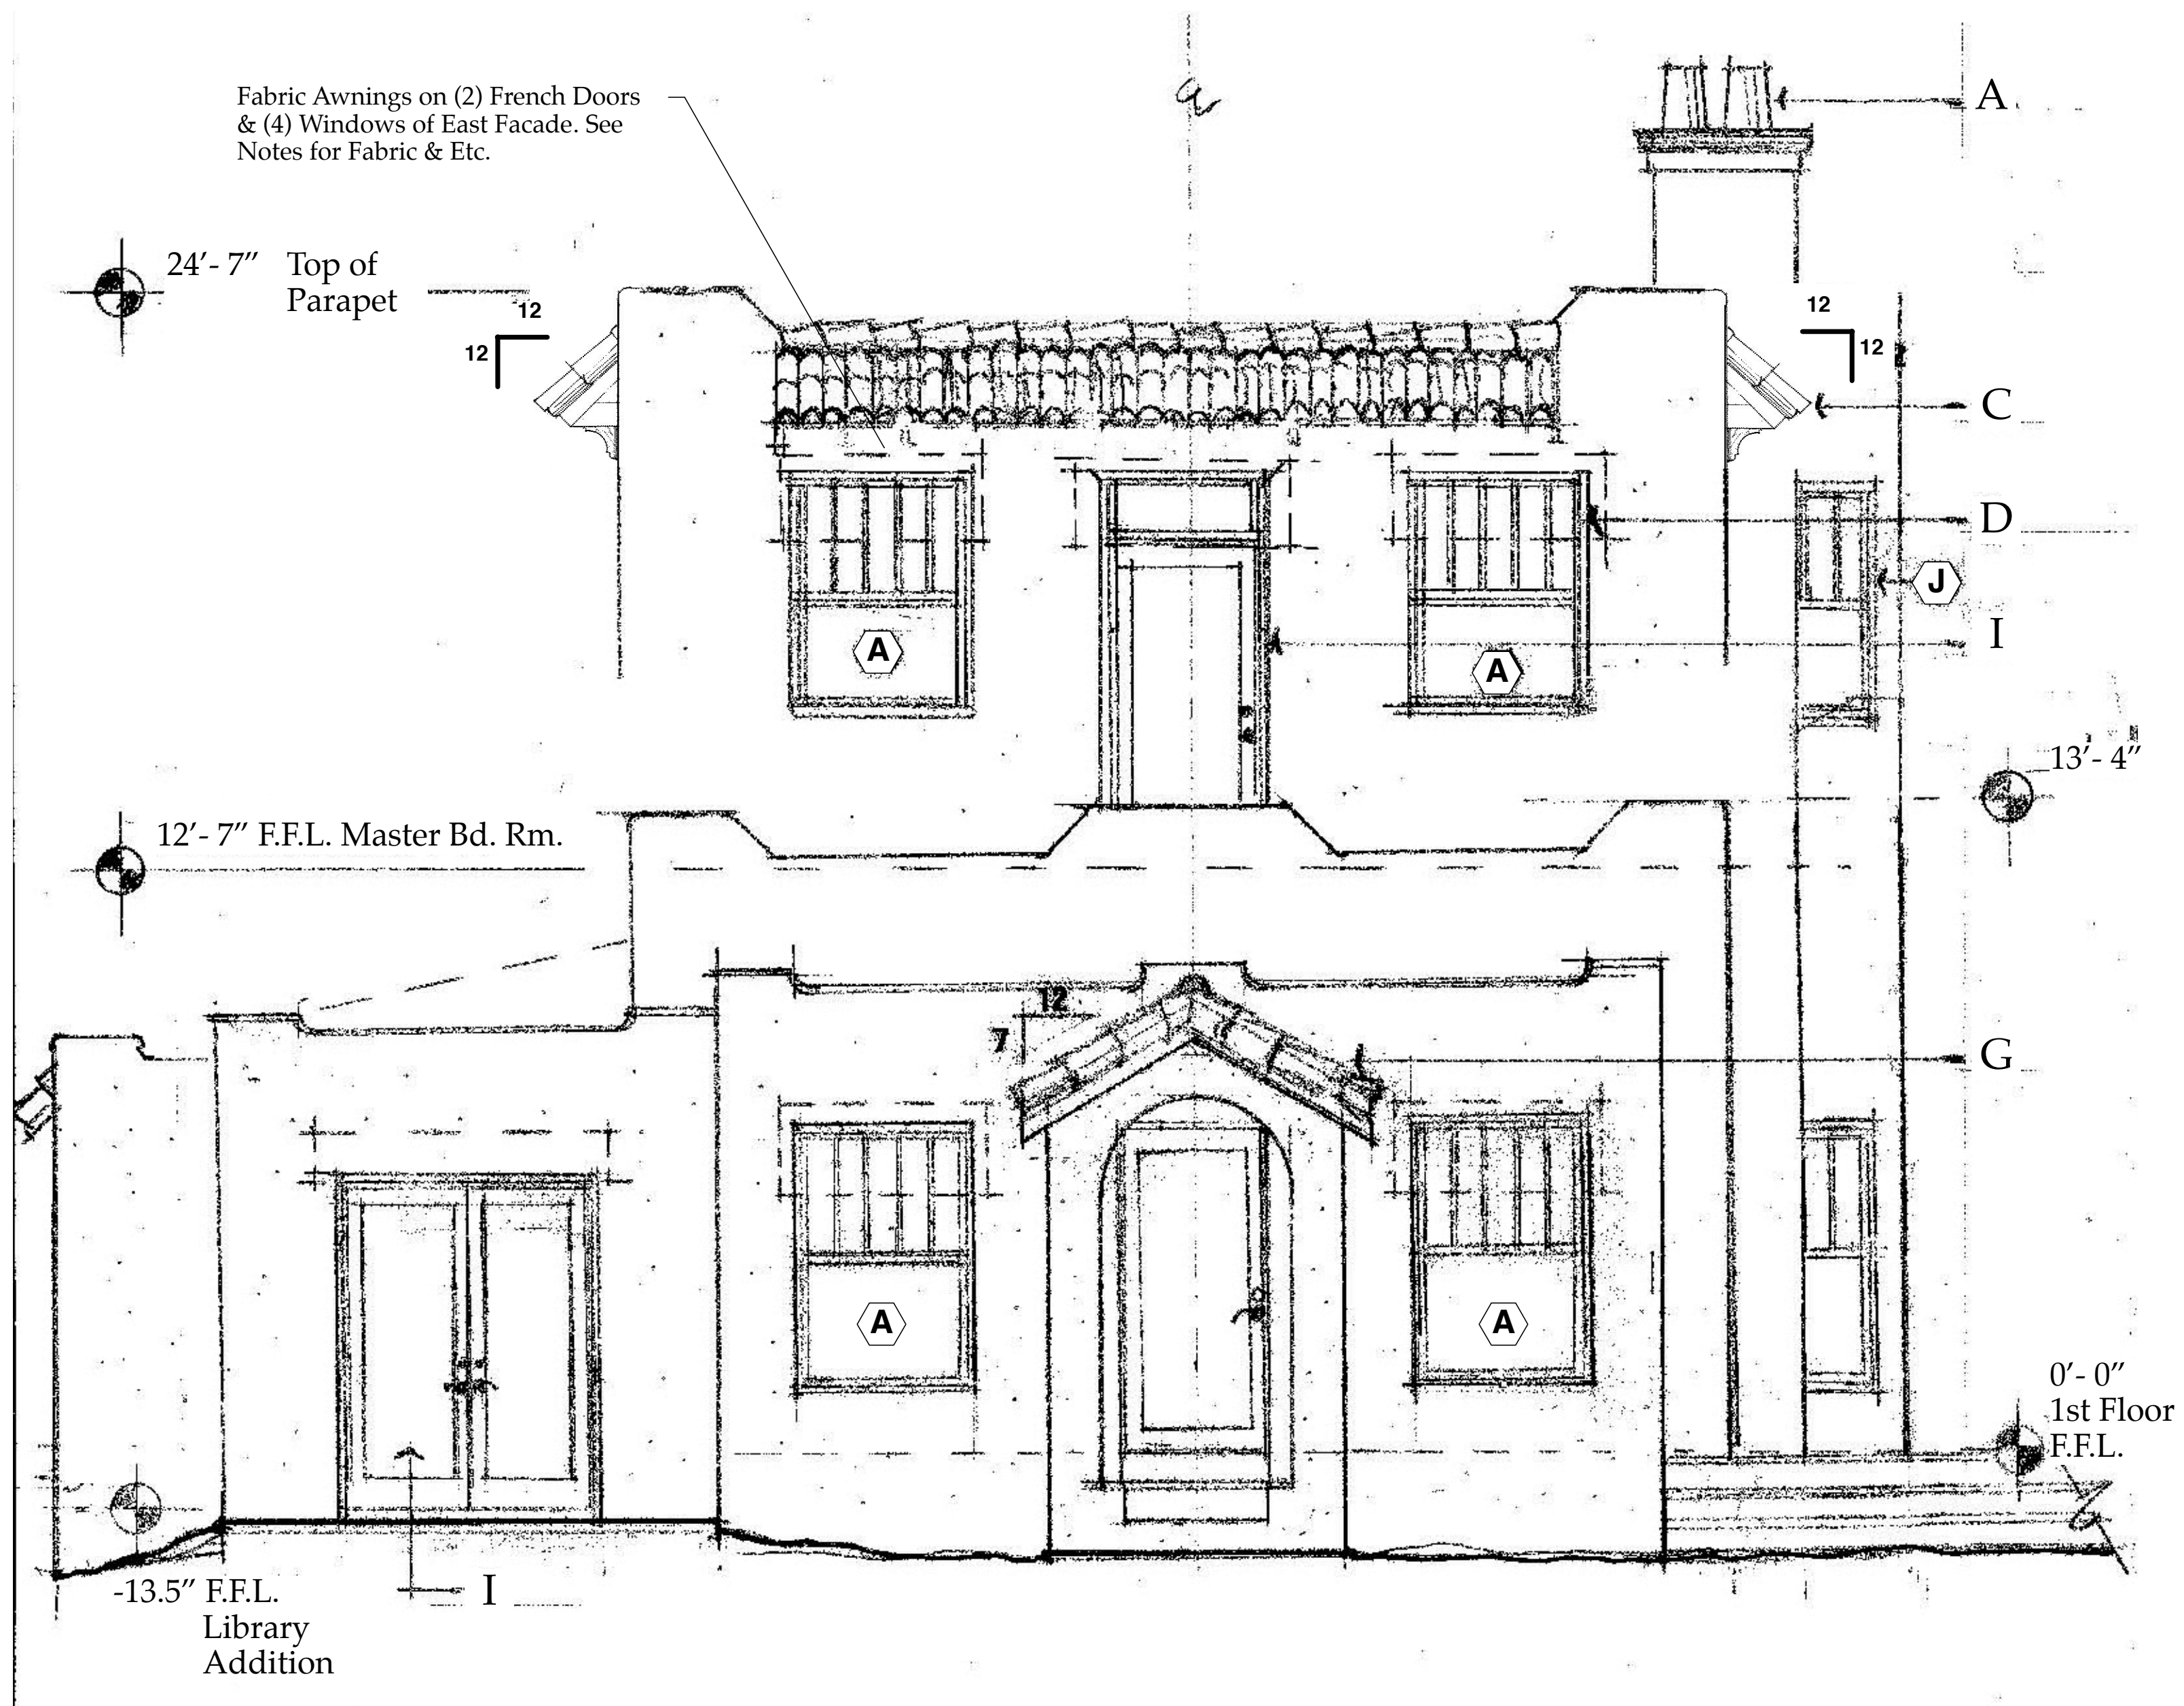 Fabric Awnings on (2) French Doors
& (4) Windows of East Facade. See
Notes for Fabric & Etc.
A
24′- 7″ Top of
Parapet
12
12
12
12
C
D
J
I
A
A
13′- 4″
12′- 7″ F.F.L. Master Bd. Rm.
12
7
G
A
A
0′- 0″
1st Floor
F.F.L.
-13.5″ F.F.L.
Library
Addition
I